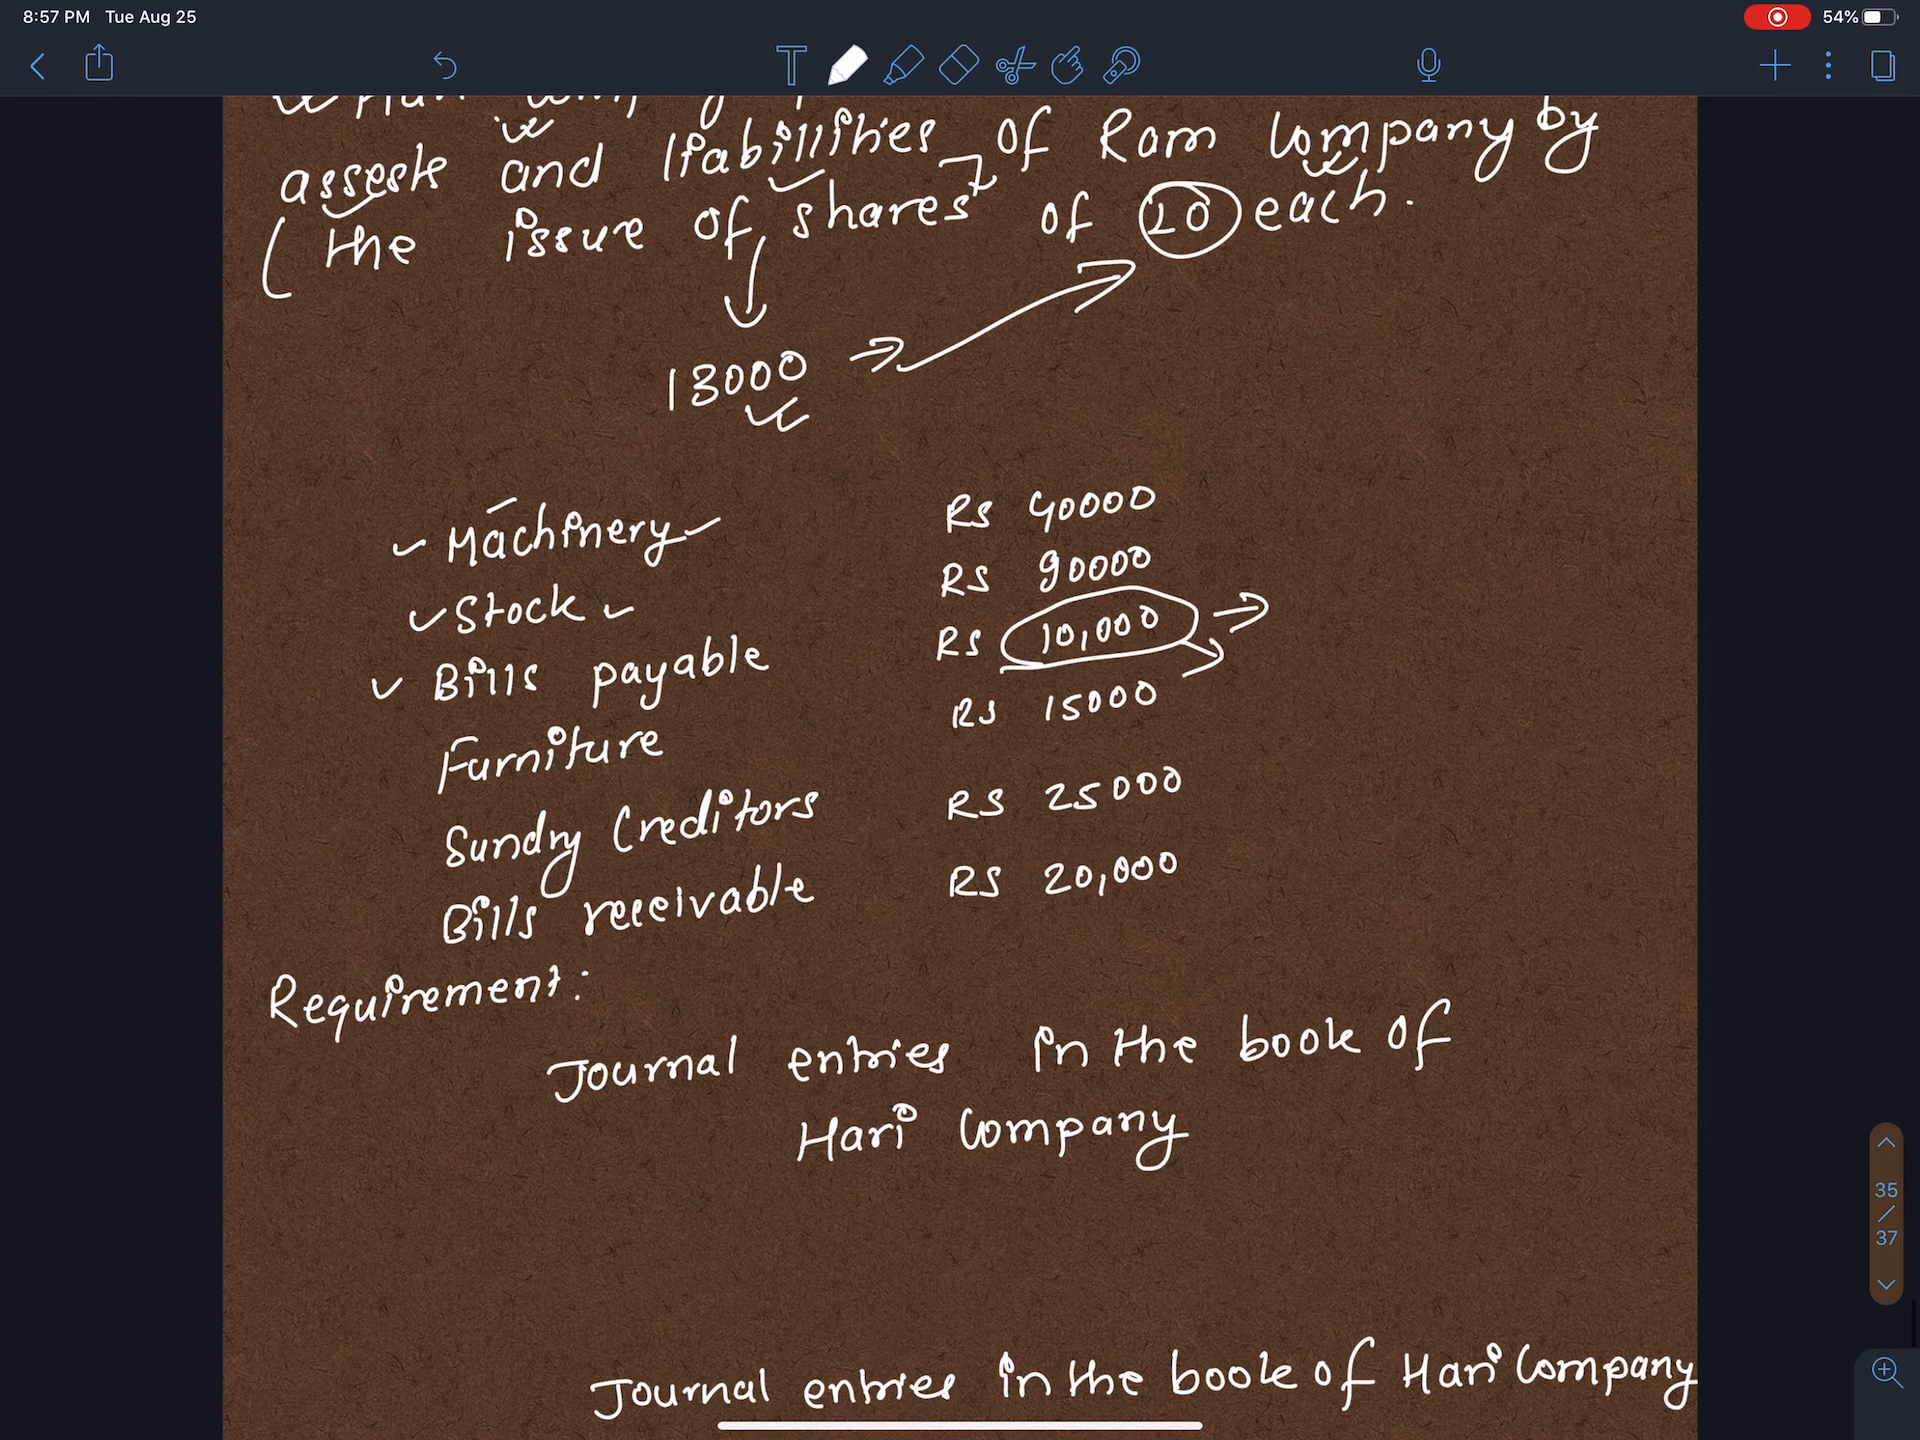 8:57 PM Tue Aug 25
54%
T
assests and liabillities of Ram Company by
( the issue of shares of 10 each.
13000
Machinery Rs 40000
Stock Rs 90000
Bills payable Rs 10,000
Furniture Rs 15000
Sundry Creditors Rs 25000
Bills receivable Rs 20,000
Requirement:
Journal entries in the book of
Hari Company
35
/
37
Journal entries in the book of Hari Company